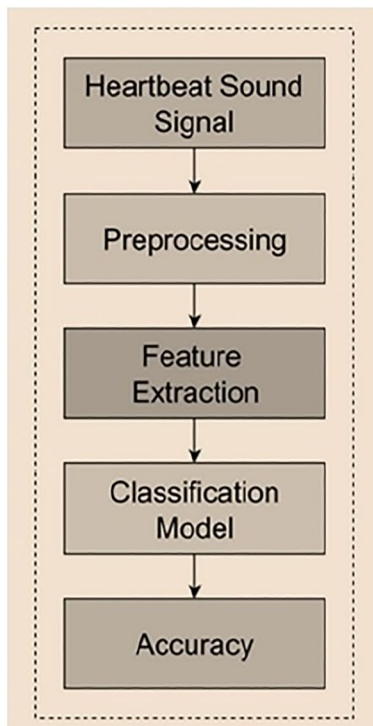 Heartbeat Sound
Signal
Preprocessing
Feature
Extraction
Classification
Model
Accuracy